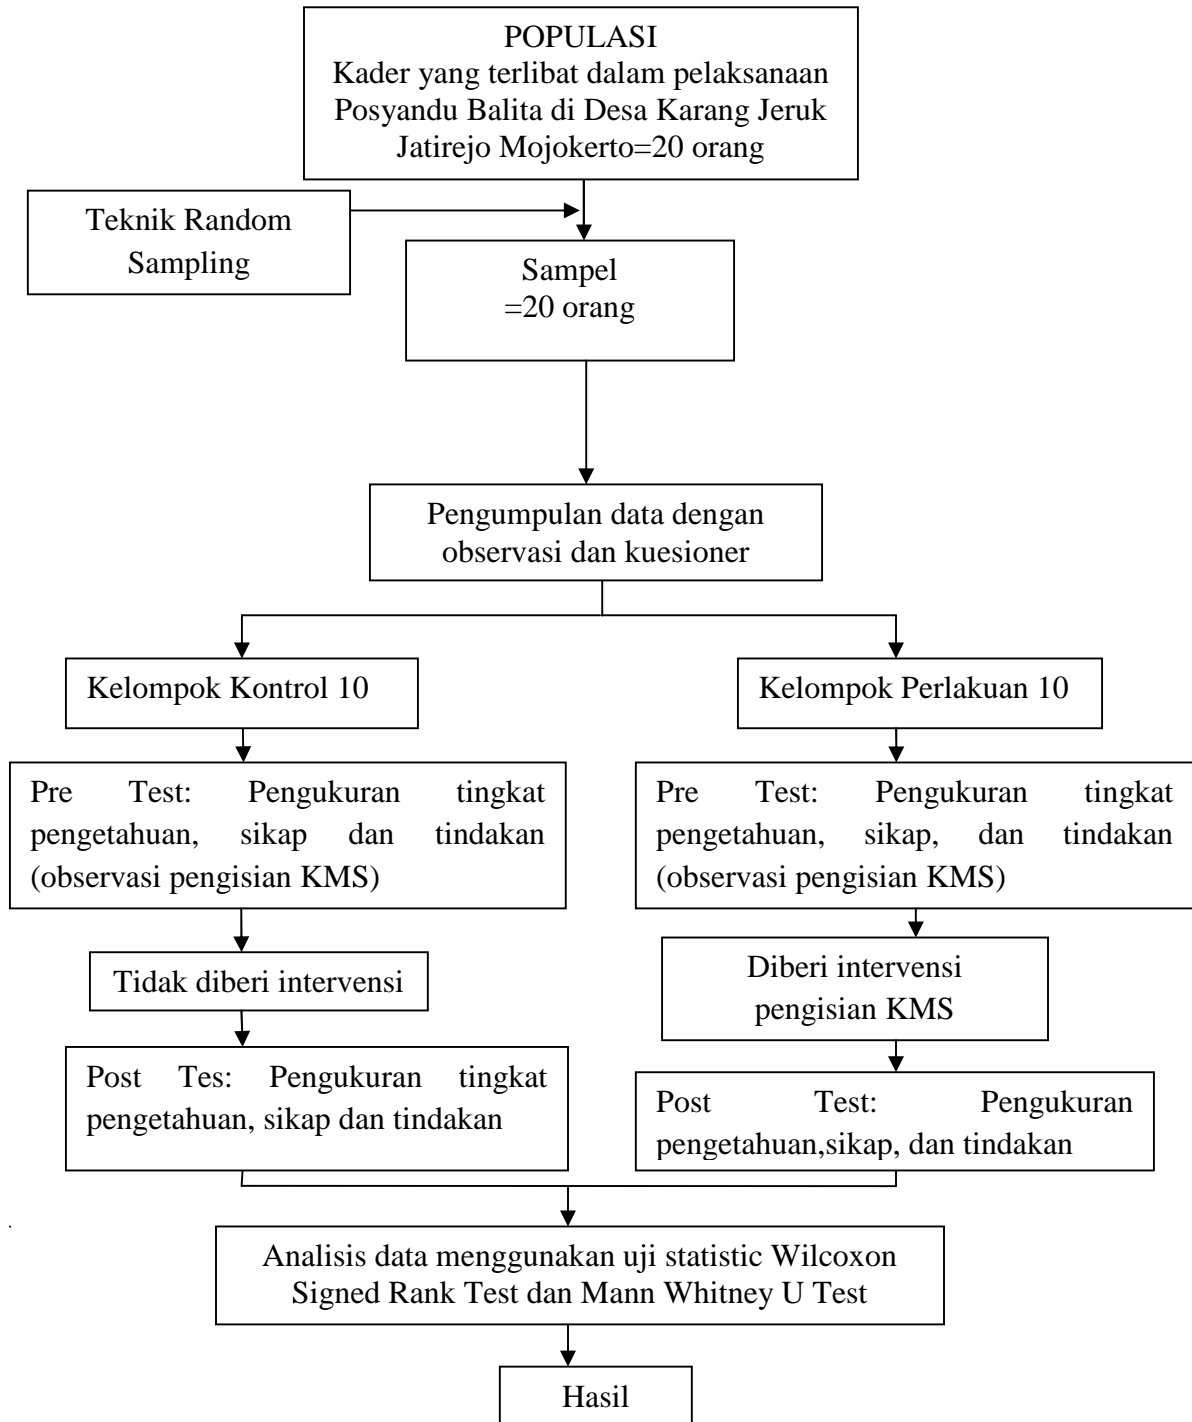 POPULASI
Kader yang terlibat dalam pelaksanaan
Posyandu Balita di Desa Karang Jeruk
Jatirejo Mojokerto=20 orang
Teknik Random
Sampling
Sampel
=20 orang
Pengumpulan data dengan
observasi dan kuesioner
Kelompok Kontrol 10
Kelompok Perlakuan 10
Pre Test: Pengukuran tingkat
pengetahuan, sikap dan tindakan
(observasi pengisian KMS)
Pre Test: Pengukuran tingkat
pengetahuan, sikap, dan tindakan
(observasi pengisian KMS)
Tidak diberi intervensi
Diberi intervensi
pengisian KMS
Post Tes: Pengukuran tingkat
pengetahuan, sikap dan tindakan
Post Test: Pengukuran
pengetahuan,sikap, dan tindakan
Analisis data menggunakan uji statistic Wilcoxon
Signed Rank Test dan Mann Whitney U Test
Hasil